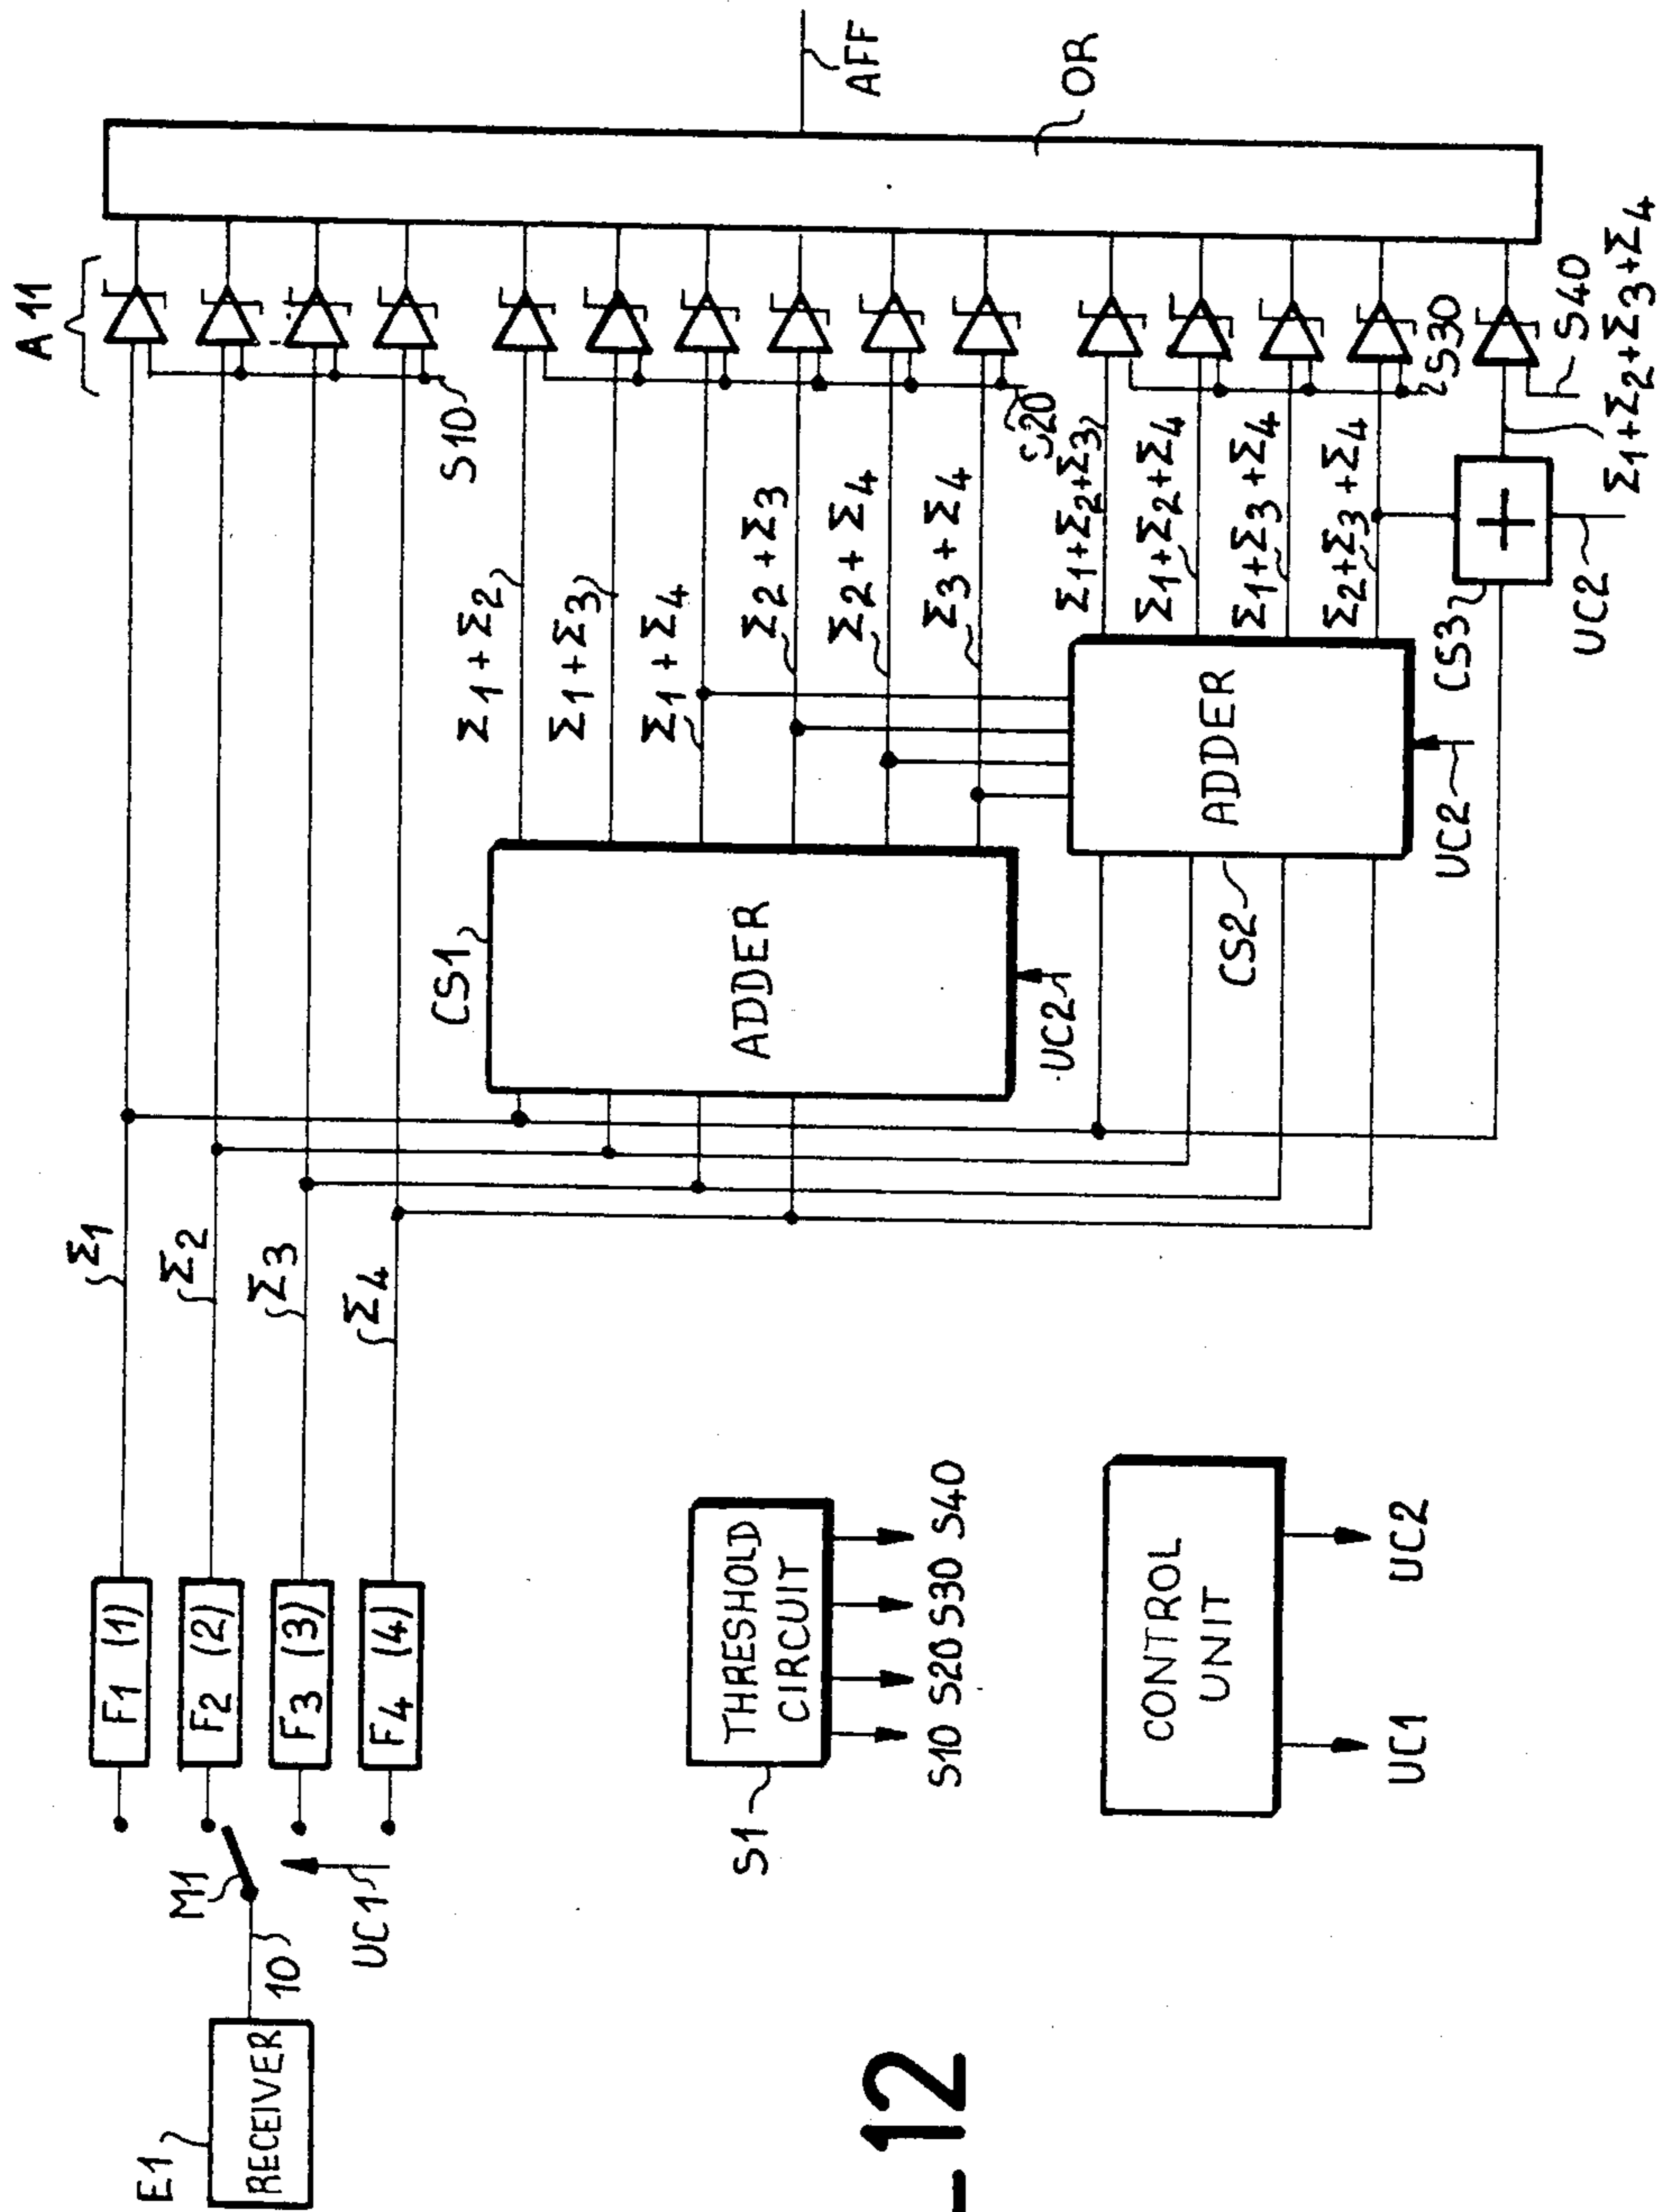 E1
RECEIVER
10
M1
UC1
F1 (1)
F2 (2)
F3 (3)
F4 (4)
Σ1
Σ2
Σ3
Σ4
A11
S10
CS1
ADDER
UC2
Σ1 + Σ2
Σ1 + Σ3
Σ1 + Σ4
Σ2 + Σ3
Σ2 + Σ4
Σ3 + Σ4
S20
CS2
ADDER
UC2
Σ1+Σ2+Σ3
Σ1+Σ2+Σ4
Σ1+Σ3+Σ4
Σ2+Σ3+Σ4
S30
CS3
+
UC2
S40
Σ1+Σ2+Σ3+Σ4
OR
AFF
S1
THRESHOLD
CIRCUIT
S10 S20 S30 S40
CONTROL
UNIT
UC1
UC2
_12